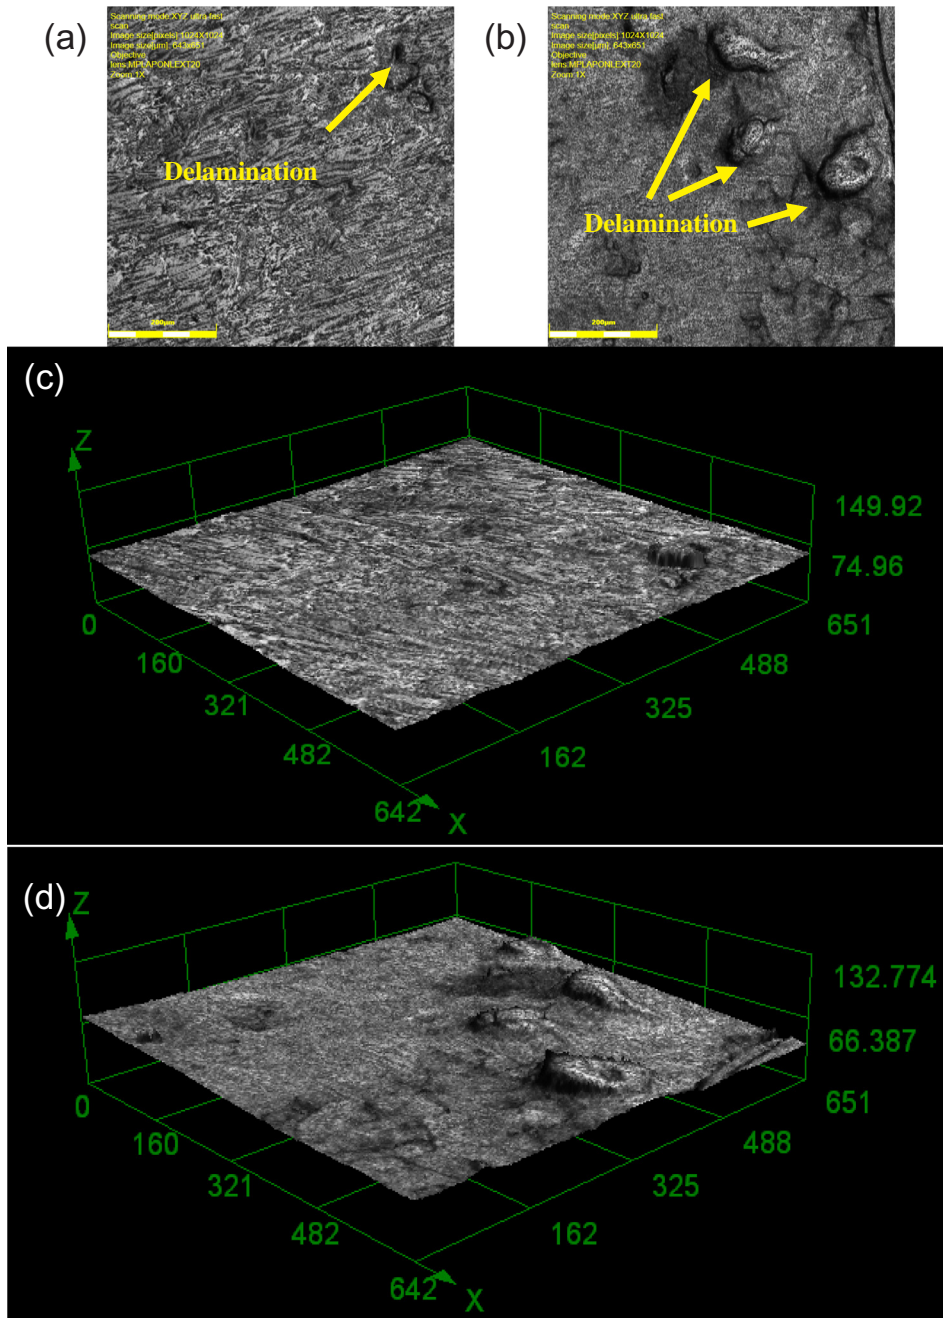 (a)
Scanning mode:XYZ ultra fast
scan
Image size[pixels]:1024X1024
Image size[μm]: 643x651
Objective
lens:MPLAPONLEXT20
Zoom:1X
Delamination
200μm
(b)
Scanning mode:XYZ ultra fast
scan
Image size[pixels]:1024X1024
Image size[μm]: 643x651
Objective
lens:MPLAPONLEXT20
Zoom:1X
Delamination
200μm
(c)
Z
149.92
74.96
0
651
160
488
321
325
482
162
642
X
(d)
Z
132.774
66.387
0
651
160
488
321
325
482
162
642
X